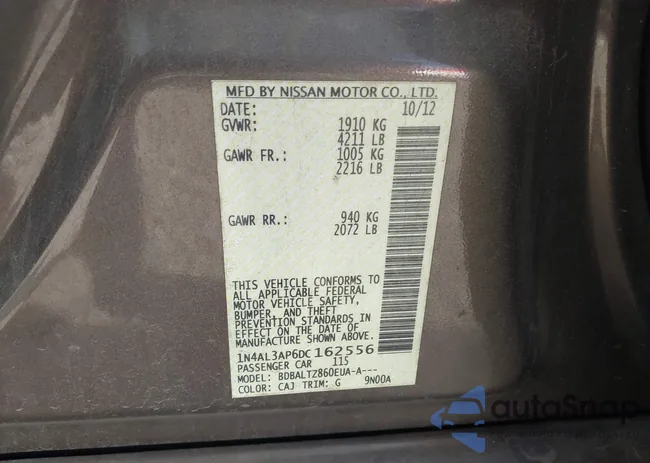 MFD BY NISSAN MOTOR CO., LTD.
DATE: 10/12
GVWR: 1910 KG
4211 LB
GAWR FR.: 1005 KG
2216 LB
GAWR RR.: 940 KG
2072 LB
THIS VEHICLE CONFORMS TO
ALL APPLICABLE FEDERAL
MOTOR VEHICLE SAFETY,
BUMPER, AND THEFT
PREVENTION STANDARDS IN
EFFECT ON THE DATE OF
MANUFACTURE SHOWN ABOVE.
1N4AL3AP6DC162556
PASSENGER CAR 115
MODEL: BDBALTZ860EUA-A---
COLOR: CAJ TRIM: G 9N00A
autoSnap